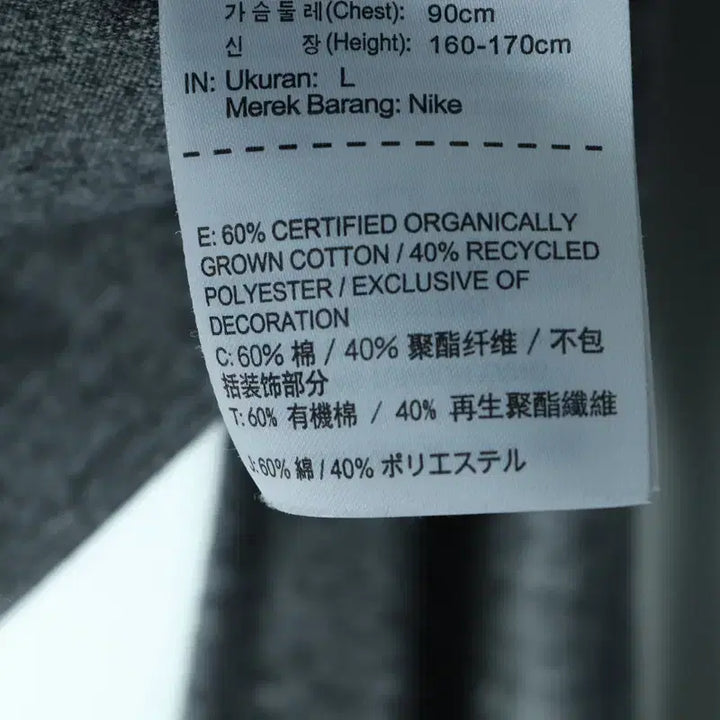 가슴둘레(Chest): 90cm
신 장(Height): 160-170cm
IN: Ukuran: L
Merek Barang: Nike
E: 60% CERTIFIED ORGANICALLY
GROWN COTTON / 40% RECYCLED
POLYESTER / EXCLUSIVE OF
DECORATION
C: 60% 棉 / 40% 聚酯纤维 / 不包
括装饰部分
T: 60% 有機棉 / 40% 再生聚酯纖維
J: 60% 綿 / 40% ポリエステル